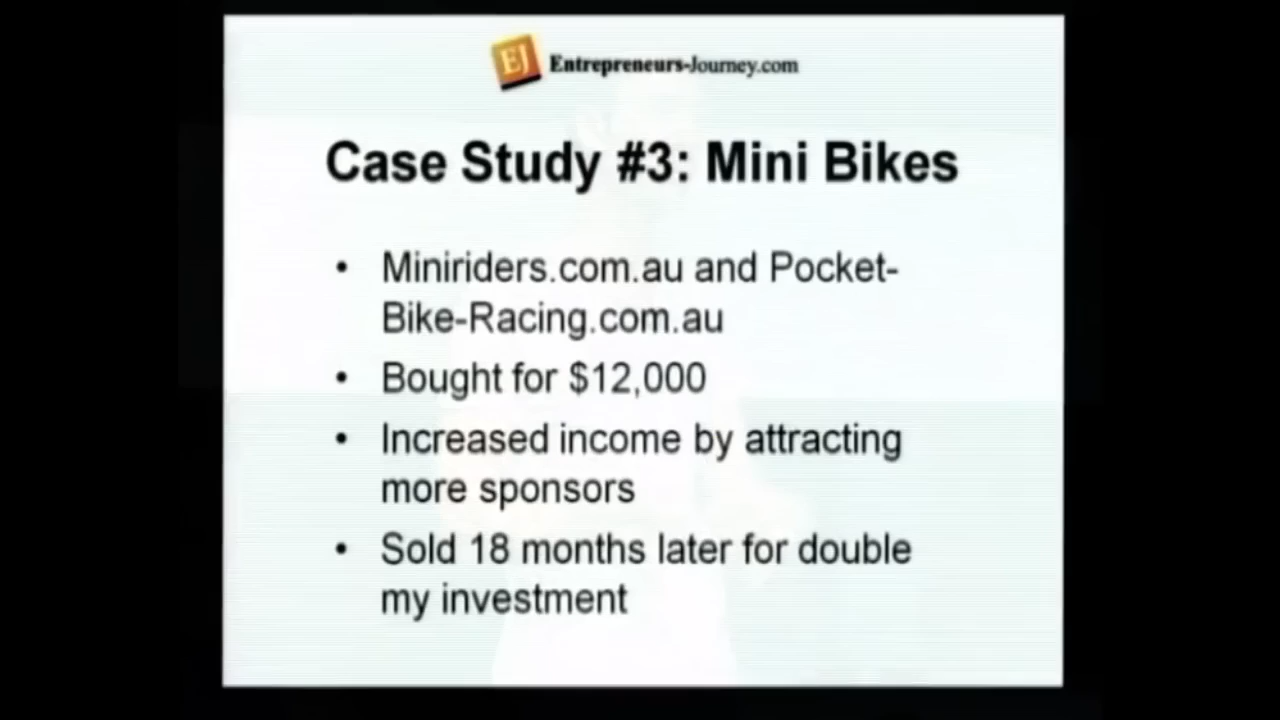 EJ Entrepreneurs-Journey.com
Case Study #3: Mini Bikes
• Miniriders.com.au and Pocket-
Bike-Racing.com.au
• Bought for $12,000
• Increased income by attracting
more sponsors
• Sold 18 months later for double
my investment